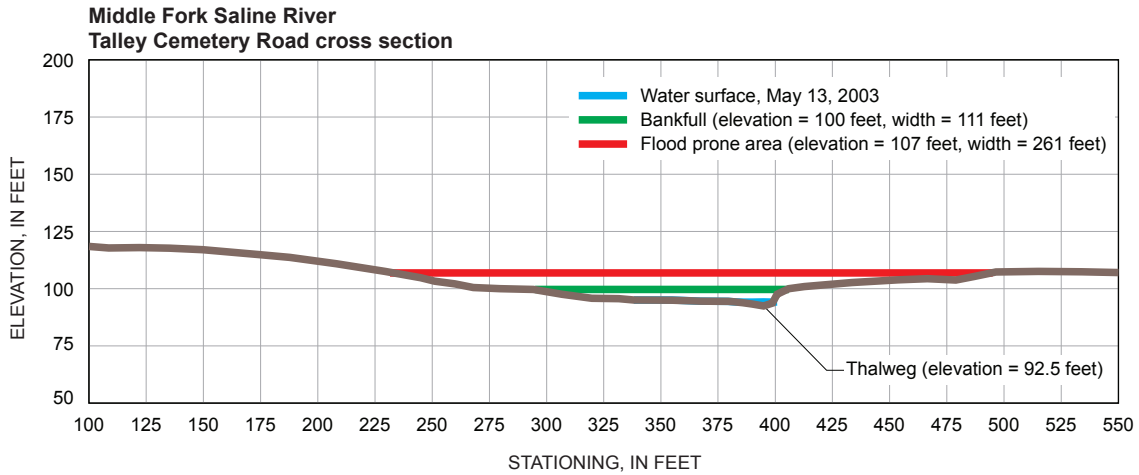 Middle Fork Saline River
Talley Cemetery Road cross section
200
175
150
125
100
75
50
ELEVATION, IN FEET
Water surface, May 13, 2003
Bankfull (elevation = 100 feet, width = 111 feet)
Flood prone area (elevation = 107 feet, width = 261 feet)
Thalweg (elevation = 92.5 feet)
100 125 150 175 200 225 250 275 300 325 350 375 400 425 450 475 500 525 550
STATIONING, IN FEET